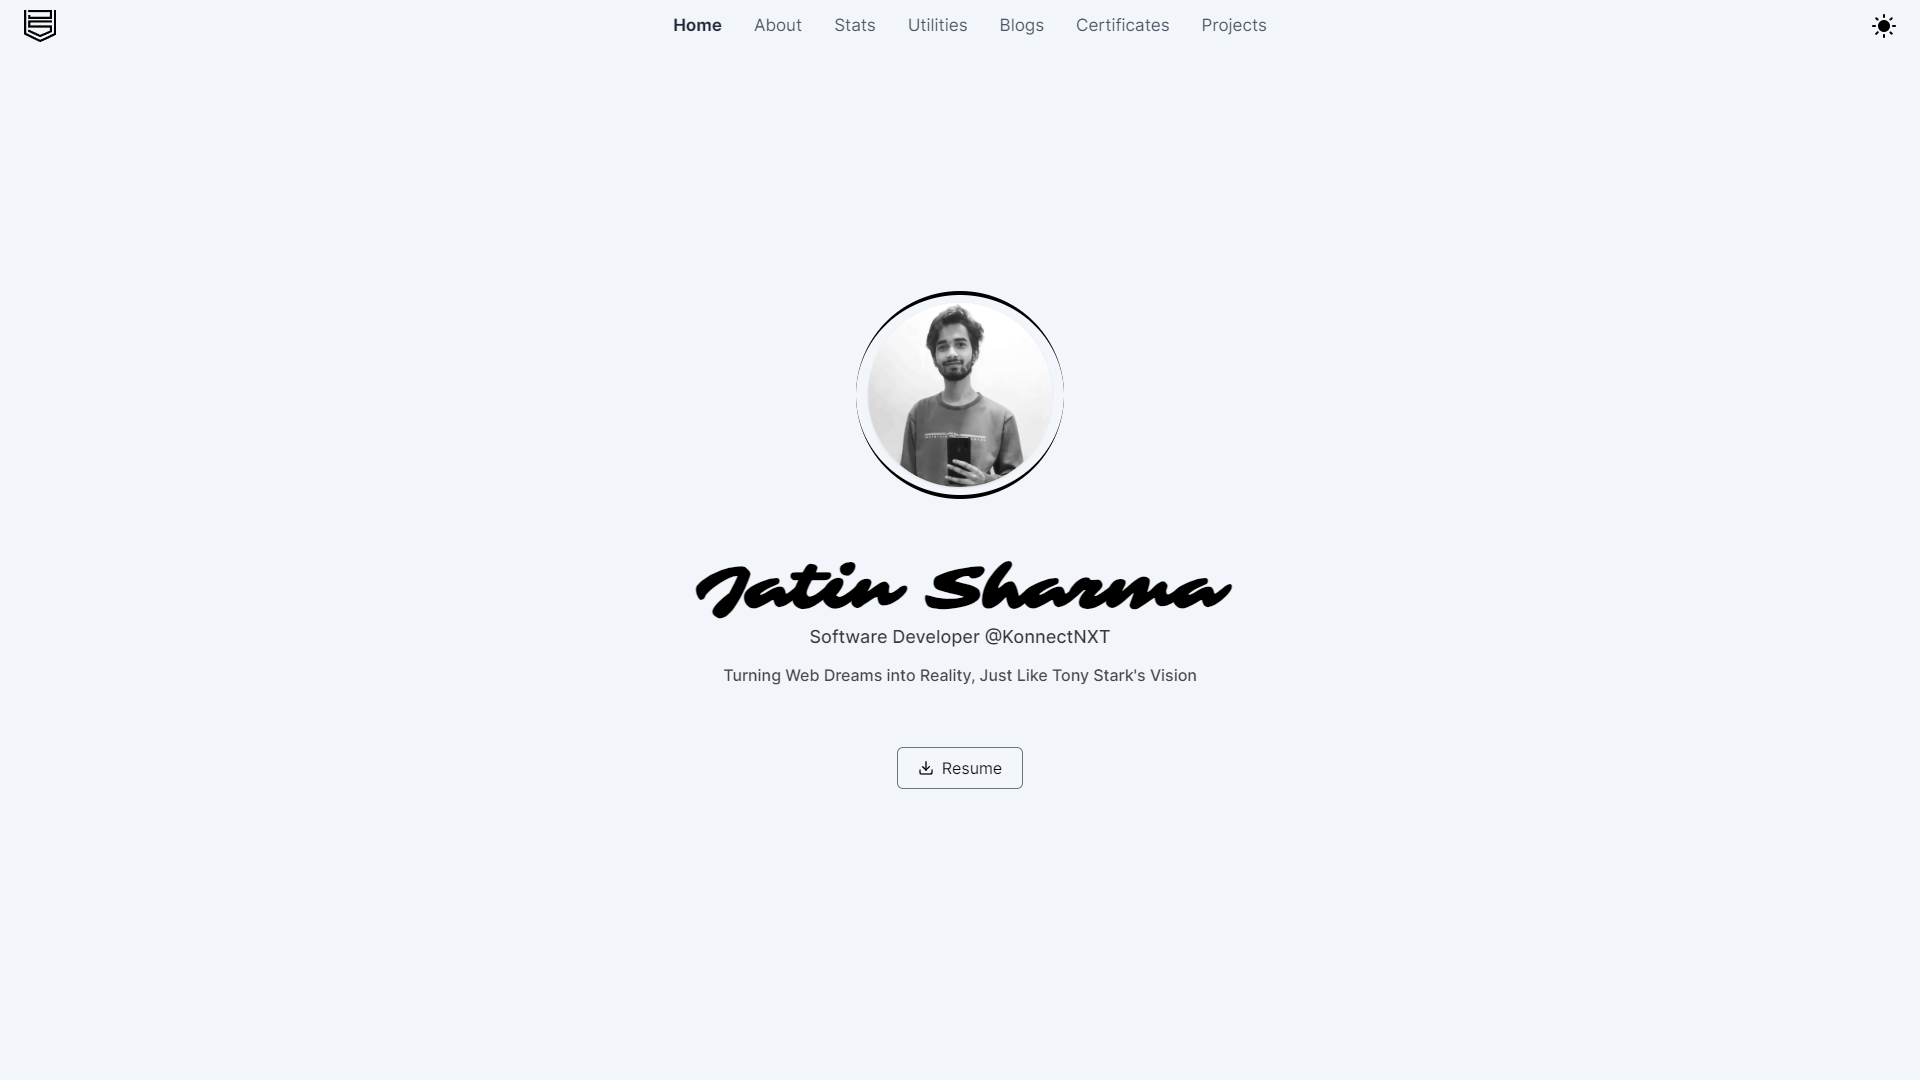 Home About Stats Utilities Blogs Certificates Projects
Jatin Sharma
Software Developer @KonnectNXT
Turning Web Dreams into Reality, Just Like Tony Stark's Vision
Resume